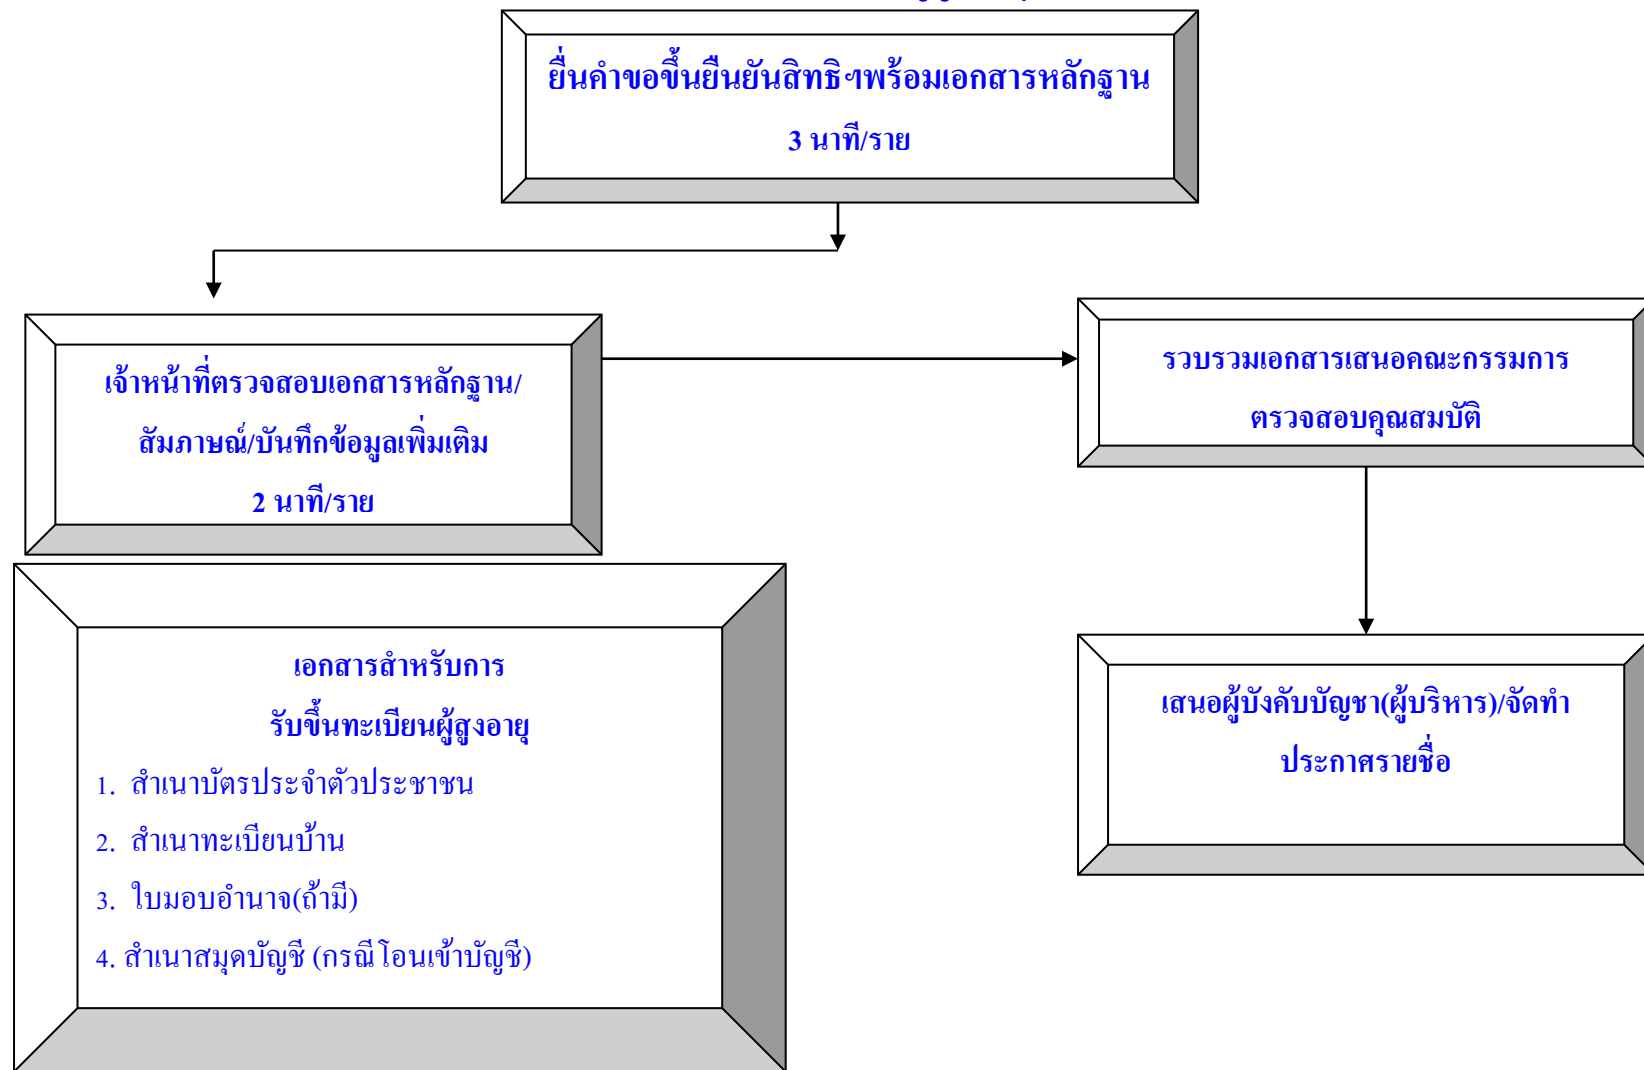 ยื่นคำขอขึ้นยืนยันสิทธิฯพร้อมเอกสารหลักฐาน
3 นาที/ราย
เจ้าหน้าที่ตรวจสอบเอกสารหลักฐาน/
สัมภาษณ์/บันทึกข้อมูลเพิ่มเติม
2 นาที/ราย
รวบรวมเอกสารเสนอคณะกรรมการ
ตรวจสอบคุณสมบัติ
เสนอผู้บังคับบัญชา(ผู้บริหาร)/จัดทำ
ประกาศรายชื่อ
เอกสารสำหรับการ
รับขึ้นทะเบียนผู้สูงอายุ
1. สำเนาบัตรประจำตัวประชาชน
2. สำเนาทะเบียนบ้าน
3. ใบมอบอำนาจ(ถ้ามี)
4. สำเนาสมุดบัญชี (กรณีโอนเข้าบัญชี)